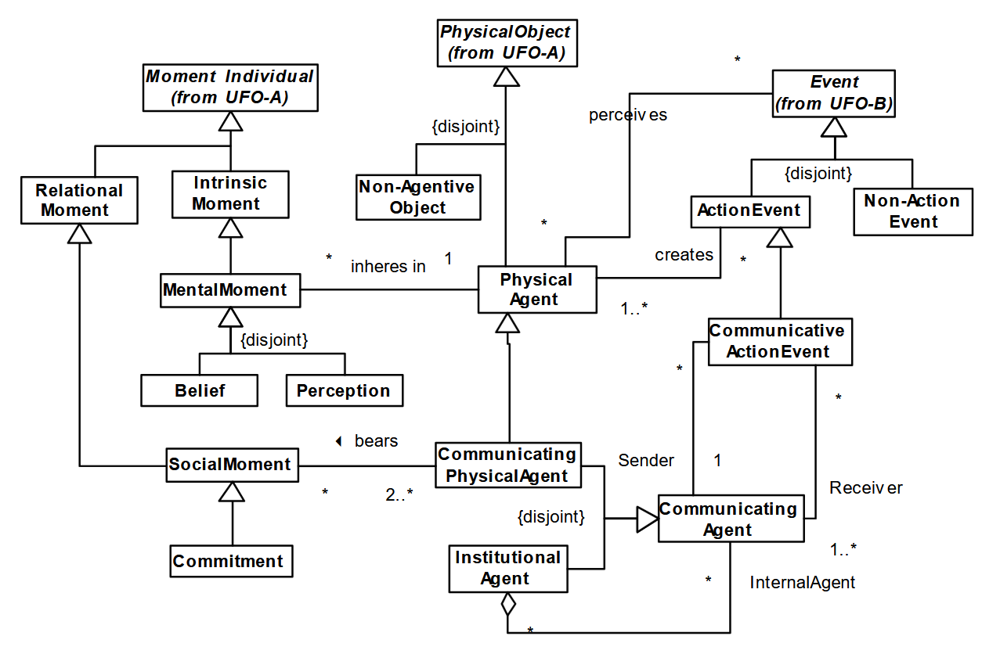 PhysicalObject
(from UFO-A)
Moment Individual
(from UFO-A)
*
Event
(from UFO-B)
perceives
{disjoint}
Relational
Moment
Intrinsic
Moment
Non-Agentive
Object
{disjoint}
ActionEvent
Non-Action
Event
*
*
inheres in
1
creates
*
MentalMoment
Physical
Agent
1..*
{disjoint}
Communicative
ActionEvent
Belief
Perception
*
*
bears
SocialMoment
Communicating
PhysicalAgent
Sender
1
*
2..*
Receiver
{disjoint}
Communicating
Agent
Commitment
Institutional
Agent
1..*
*
InternalAgent
*